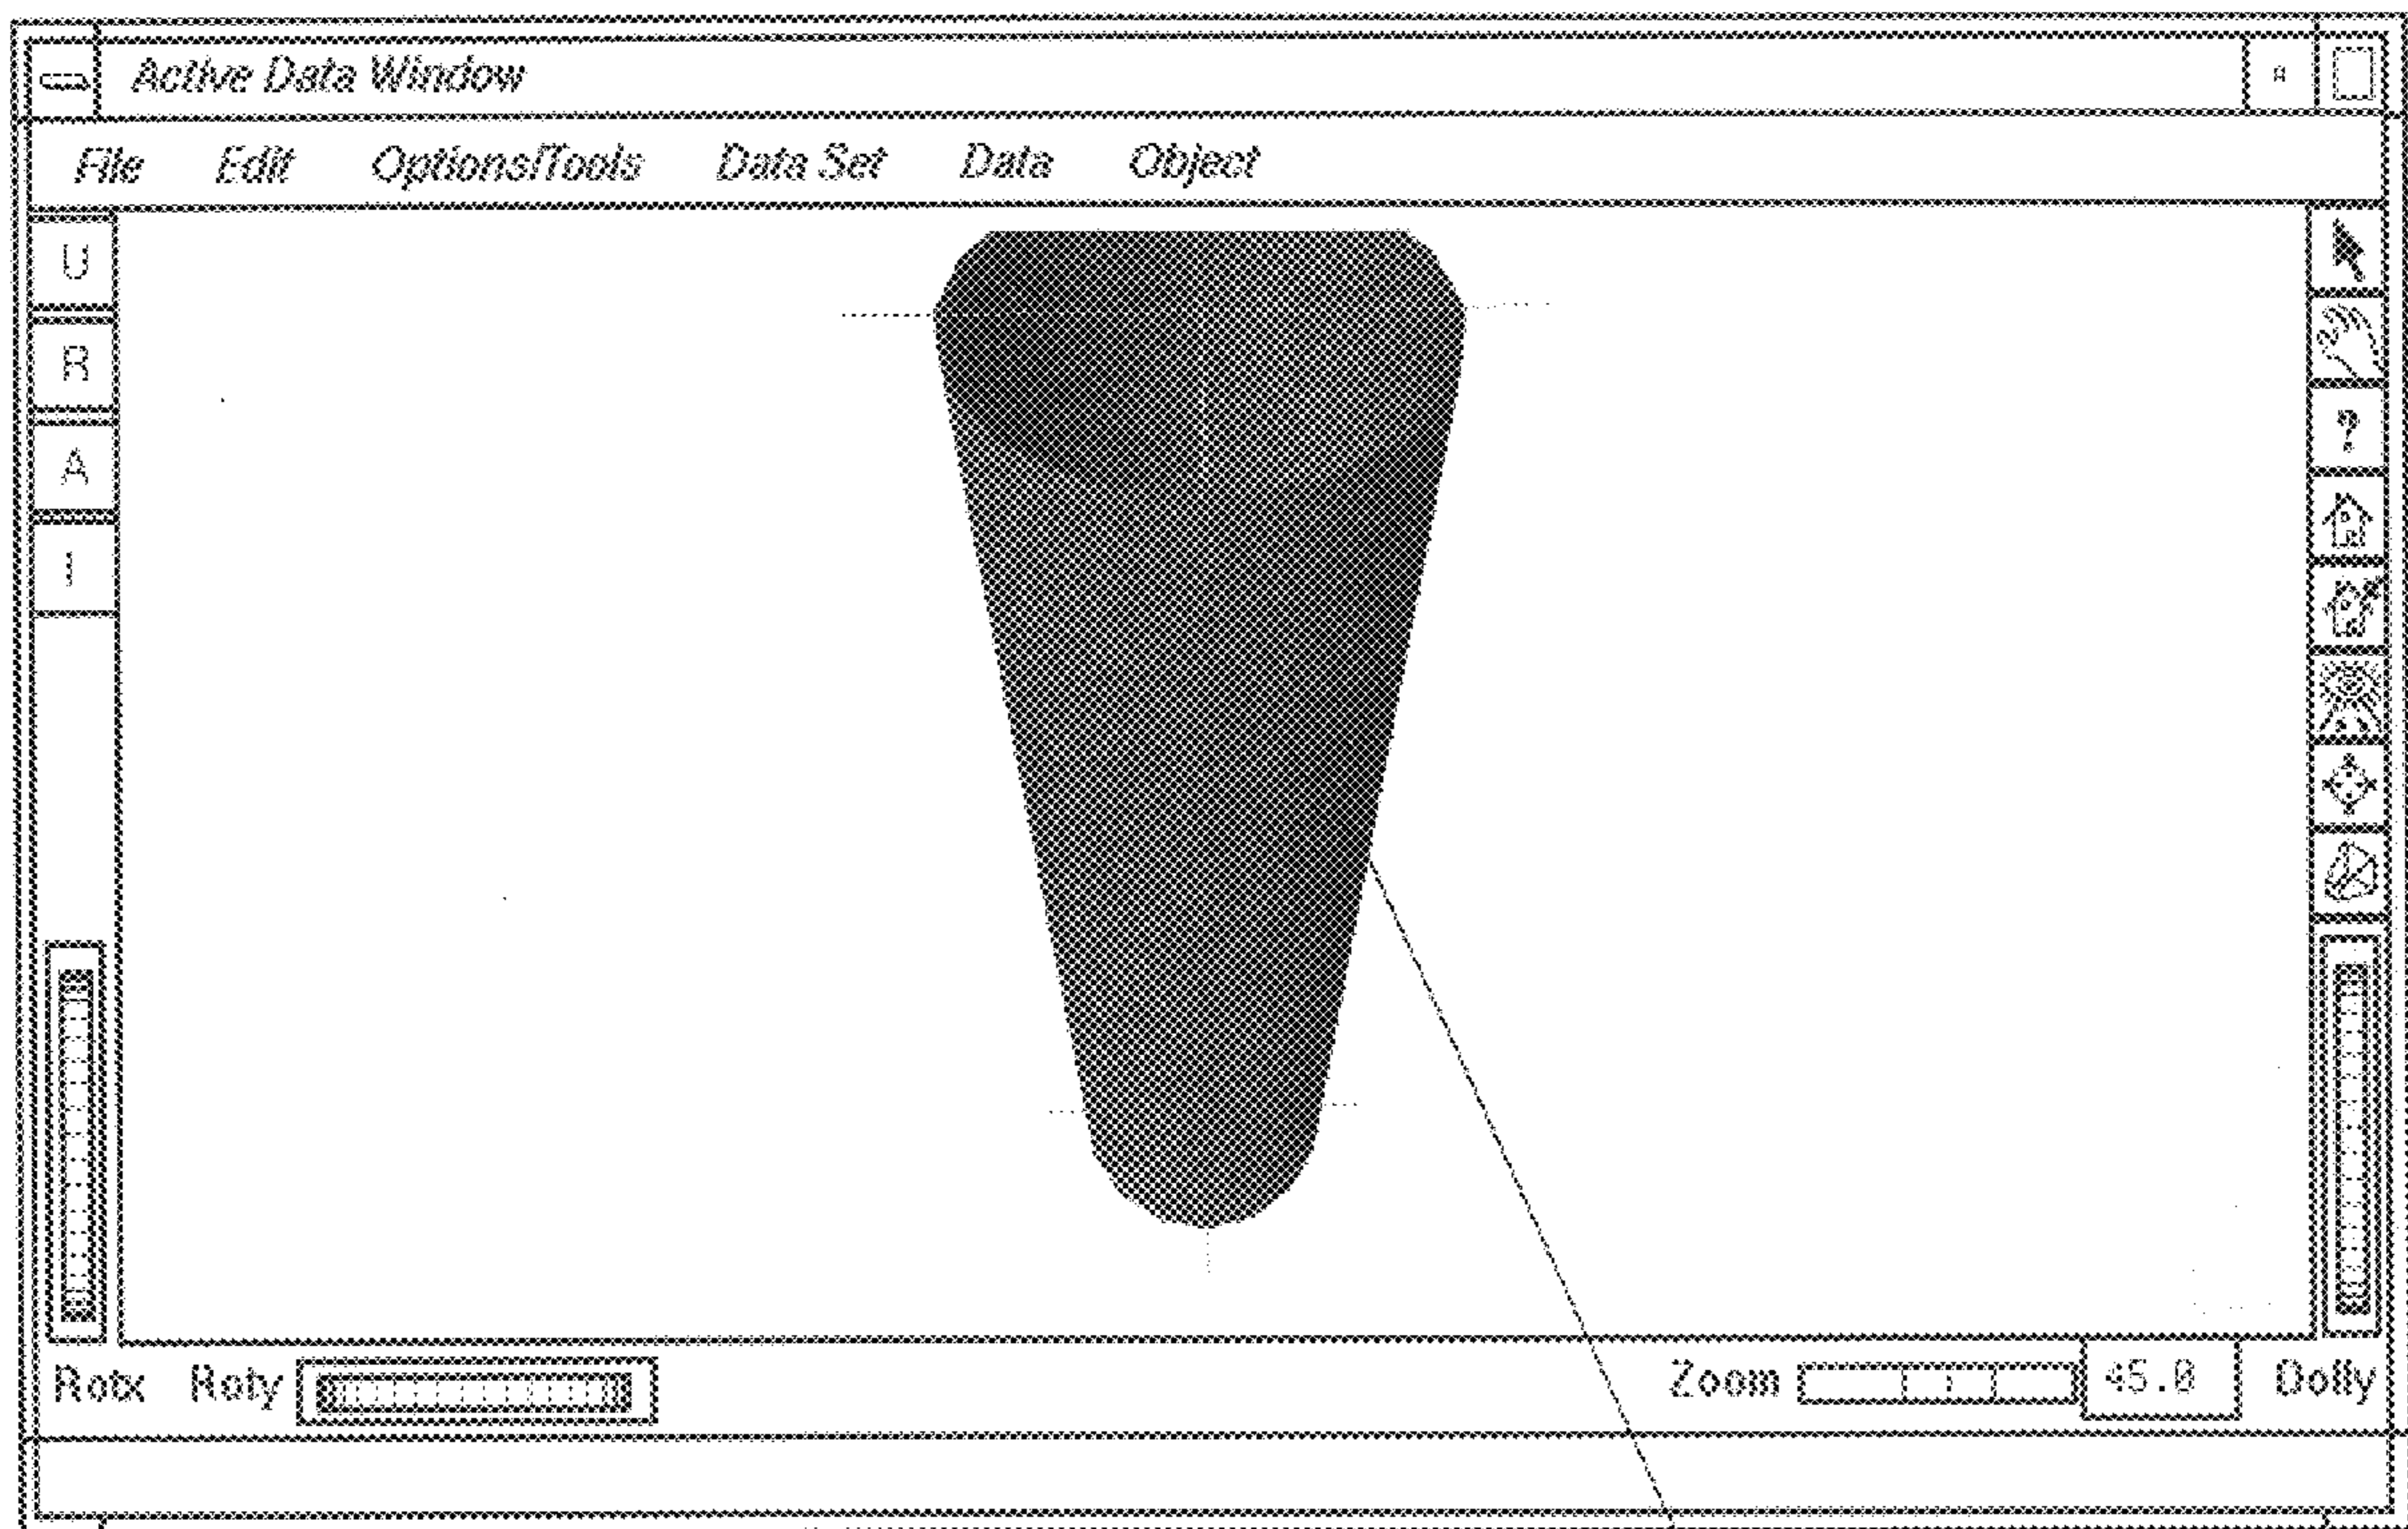 Active Data Window
File Edit Options/Tools Data Set Data Object
U
R
A
I
?
Rotx Roty Zoom 45.0 Dolly